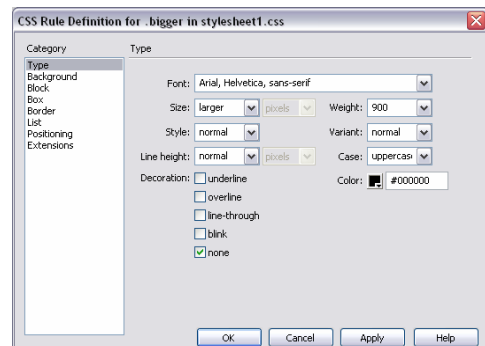 CSS Rule Definition for .bigger in stylesheet1.css
Category
Type
Background
Block
Box
Border
List
Positioning
Extensions
Type
Font: Arial, Helvetica, sans-serif
Size: larger pixels Weight: 900
Style: normal Variant: normal
Line height: normal pixels Case: uppercas
Decoration: underline Color: #000000
overline
line-through
blink
none
OK Cancel Apply Help